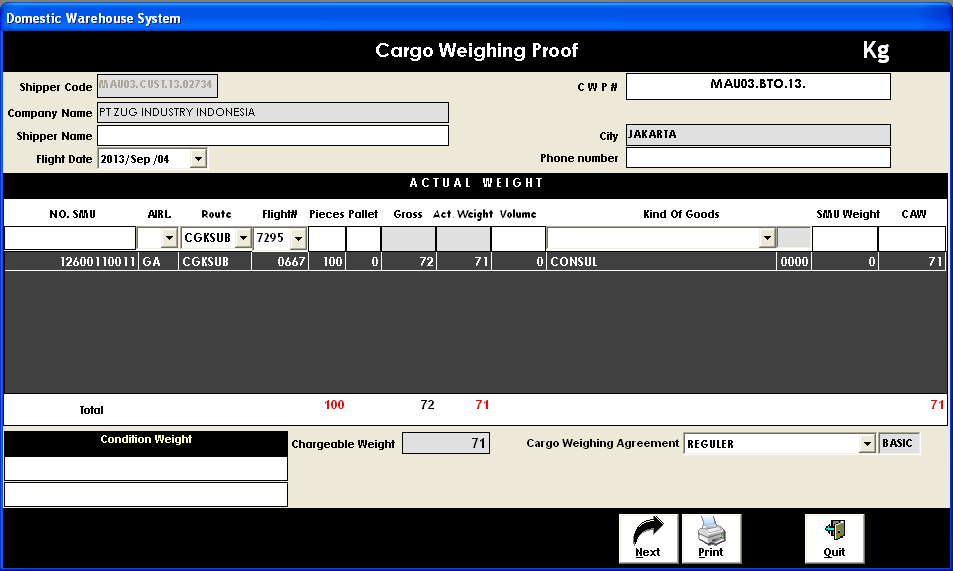 Domestic Warehouse System
Cargo Weighing Proof Kg
Shipper Code MAU03.CUST.13.02734 C W P # MAU03.BTO.13.
Company Name PT ZUG INDUSTRY INDONESIA
Shipper Name City JAKARTA
Flight Date 2013/Sep /04 Phone number
ACTUAL WEIGHT
NO. SMU AIRL. Route Flight# Pieces Pallet Gross Act. Weight Volume Kind Of Goods SMU Weight CAW
CGKSUB 7295
12600110011 GA CGKSUB 0667 100 0 72 71 0 CONSUL 0000 0 71
Total 100 72 71 71
Condition Weight Chargeable Weight 71 Cargo Weighing Agreement REGULER BASIC
Next Print Quit